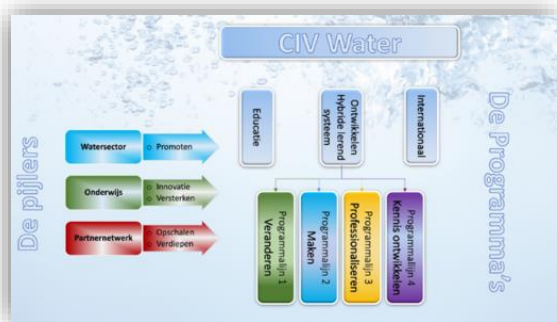 CIV Water
De pijlers
Watersector
o Promoten
Onderwijs
o Innovatie
o Versterken
Partnernetwerk
o Opschalen
o Verdiepen
Educatie
Ontwikkelen
Hybride lerend
systeem
Internationaal
Programmalijn 1
Veranderen
Programmalijn 2
Maken
Programmalijn 3
Professionaliseren
Programmalijn 4
Kennis ontwikkelen
De Programma's